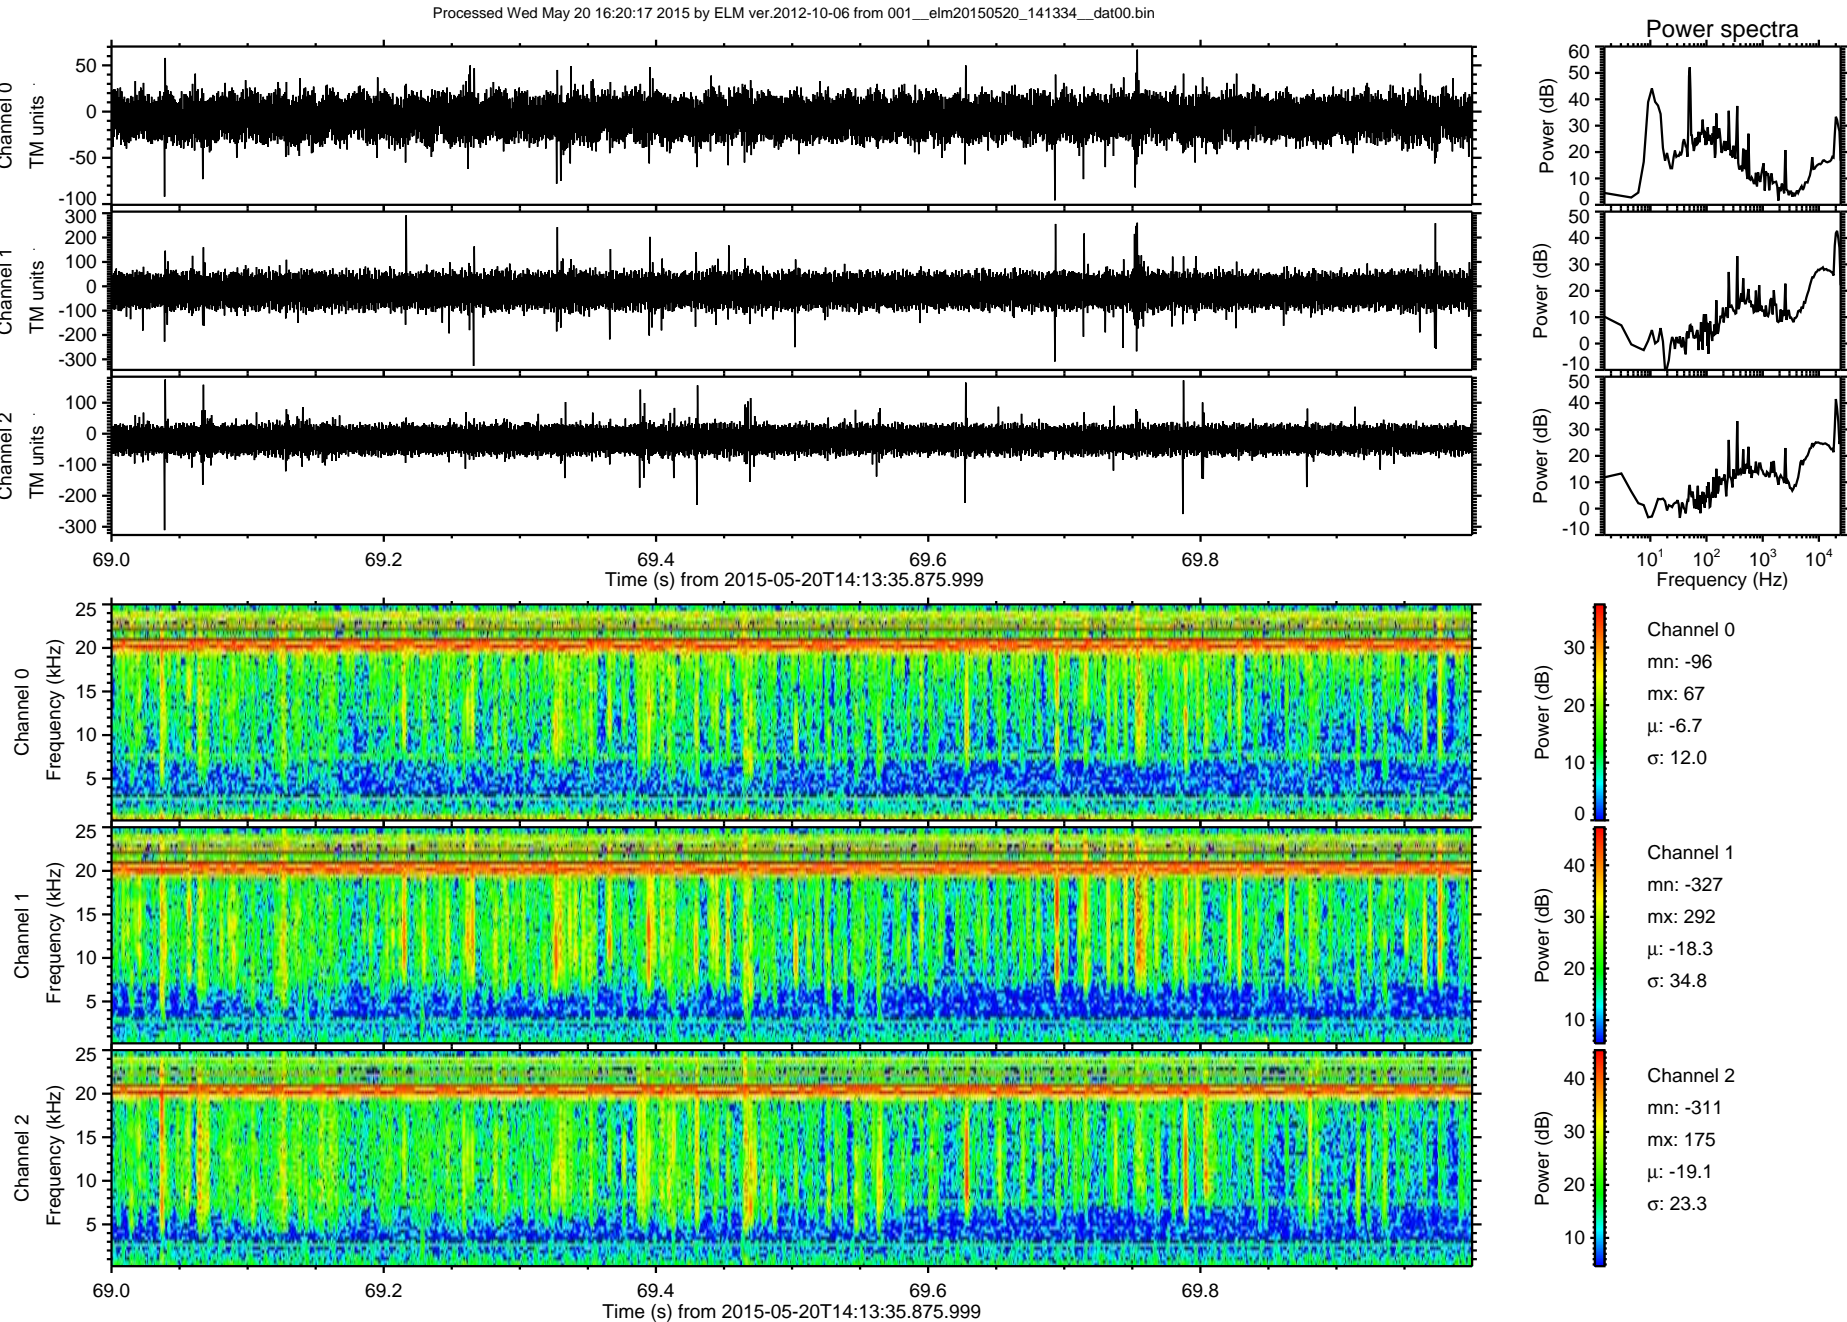 Processed Wed May 20 16:20:17 2015 by ELM ver.2012-10-06 from 001__elm20150520_141334__dat00.bin
Power spectra
Channel 0
TM units
50
0
-50
-100
Power (dB)
60
50
40
30
20
10
0
Channel 1
TM units
300
200
100
0
-100
-200
-300
Power (dB)
50
40
30
20
10
0
-10
Channel 2
TM units
100
0
-100
-200
-300
Power (dB)
50
40
30
20
10
0
-10
69.0 69.2 69.4 69.6 69.8
Time (s) from 2015-05-20T14:13:35.875.999
10¹ 10² 10³ 10⁴
Frequency (Hz)
Channel 0
Frequency (kHz)
25
20
15
10
5
Power (dB)
30
20
10
0
Channel 0
mn: -96
mx: 67
μ: -6.7
σ: 12.0
Channel 1
Frequency (kHz)
25
20
15
10
5
Power (dB)
40
30
20
10
Channel 1
mn: -327
mx: 292
μ: -18.3
σ: 34.8
Channel 2
Frequency (kHz)
25
20
15
10
5
Power (dB)
40
30
20
10
Channel 2
mn: -311
mx: 175
μ: -19.1
σ: 23.3
69.0 69.2 69.4 69.6 69.8
Time (s) from 2015-05-20T14:13:35.875.999